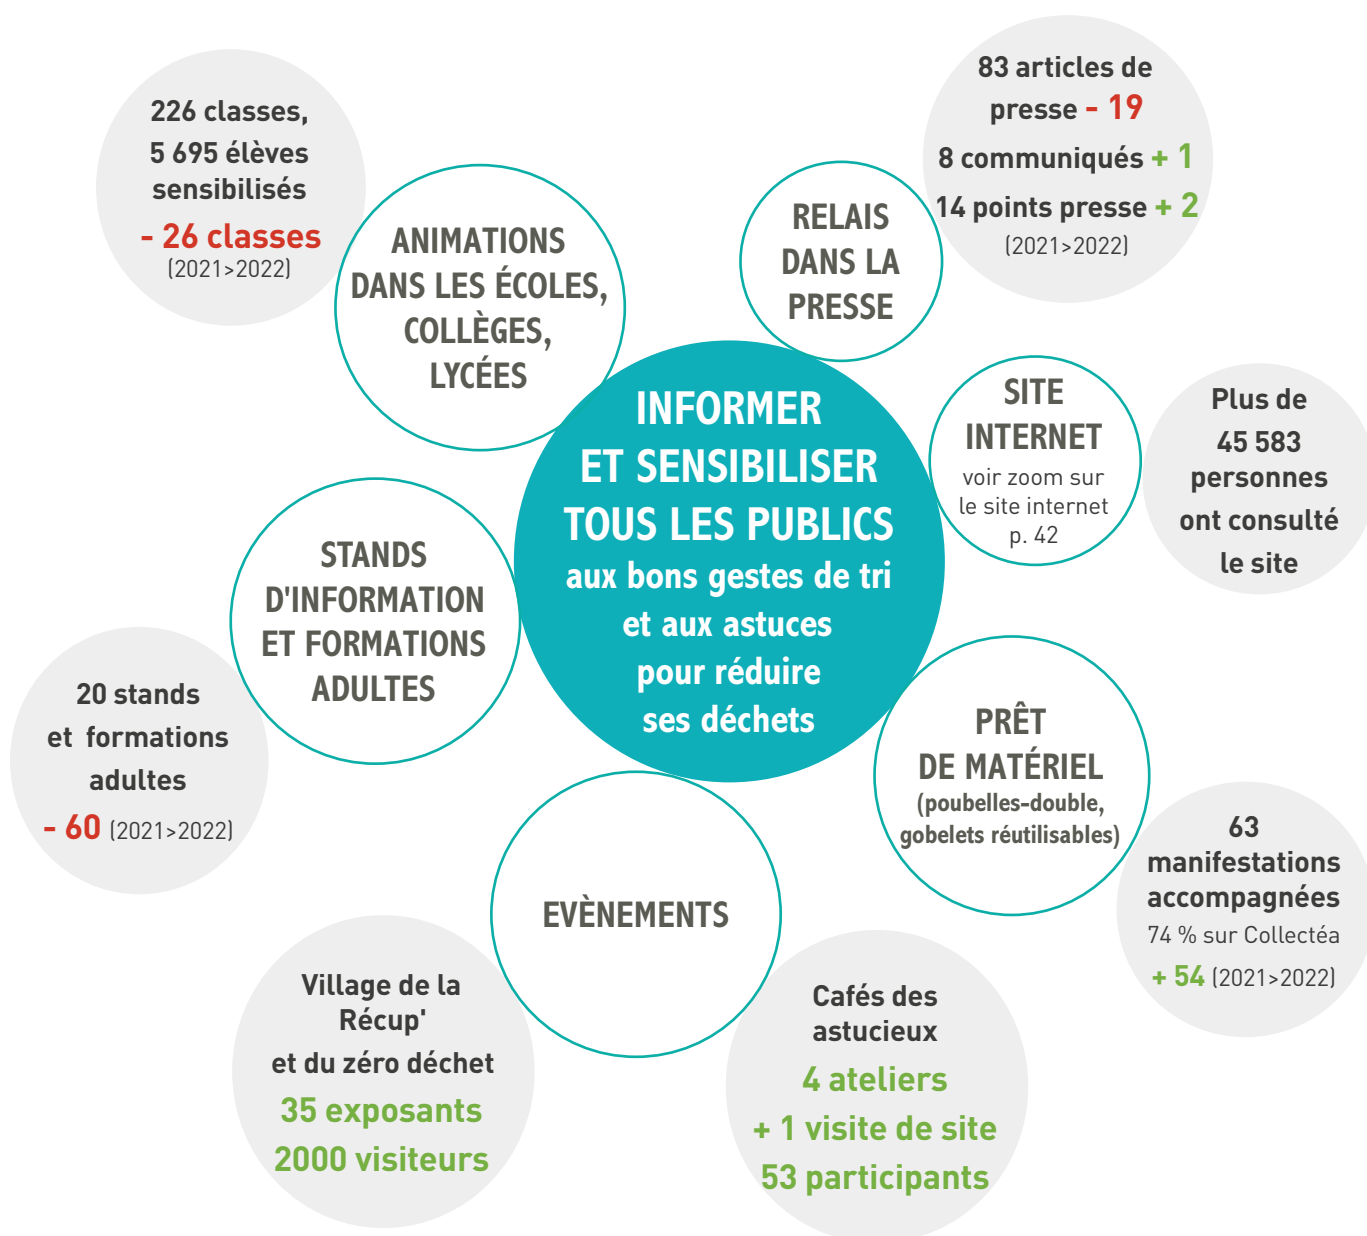 226 classes,
5 695 élèves
sensibilisés
- 26 classes
(2021>2022)
ANIMATIONS
DANS LES ÉCOLES,
COLLÈGES,
LYCÉES
RELAIS
DANS LA
PRESSE
83 articles de
presse - 19
8 communiqués + 1
14 points presse + 2
(2021>2022)
INFORMER
ET SENSIBILISER
TOUS LES PUBLICS
aux bons gestes de tri
et aux astuces
pour réduire
ses déchets
SITE
INTERNET
voir zoom sur
le site internet
p. 42
Plus de
45 583
personnes
ont consulté
le site
STANDS
D'INFORMATION
ET FORMATIONS
ADULTES
20 stands
et formations
adultes
- 60 (2021>2022)
PRÊT
DE MATÉRIEL
(poubelles-double,
gobelets réutilisables)
63
manifestations
accompagnées
74 % sur Collectéa
+ 54 (2021>2022)
EVÈNEMENTS
Village de la
Récup'
et du zéro déchet
35 exposants
2000 visiteurs
Cafés des
astucieux
4 ateliers
+ 1 visite de site
53 participants